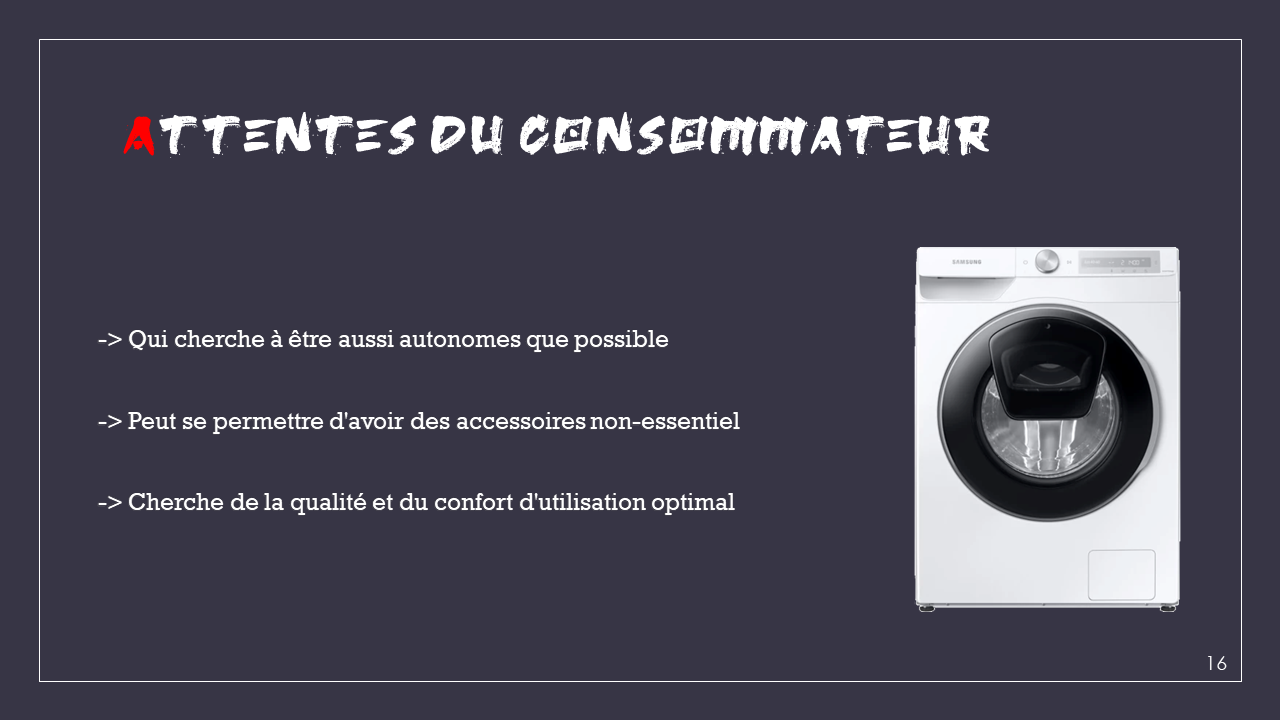 ATTENTES DU CONSOMMATEUR
SAMSUNG
-> Qui cherche à être aussi autonomes que possible
-> Peut se permettre d'avoir des accessoires non-essentiel
-> Cherche de la qualité et du confort d'utilisation optimal
16